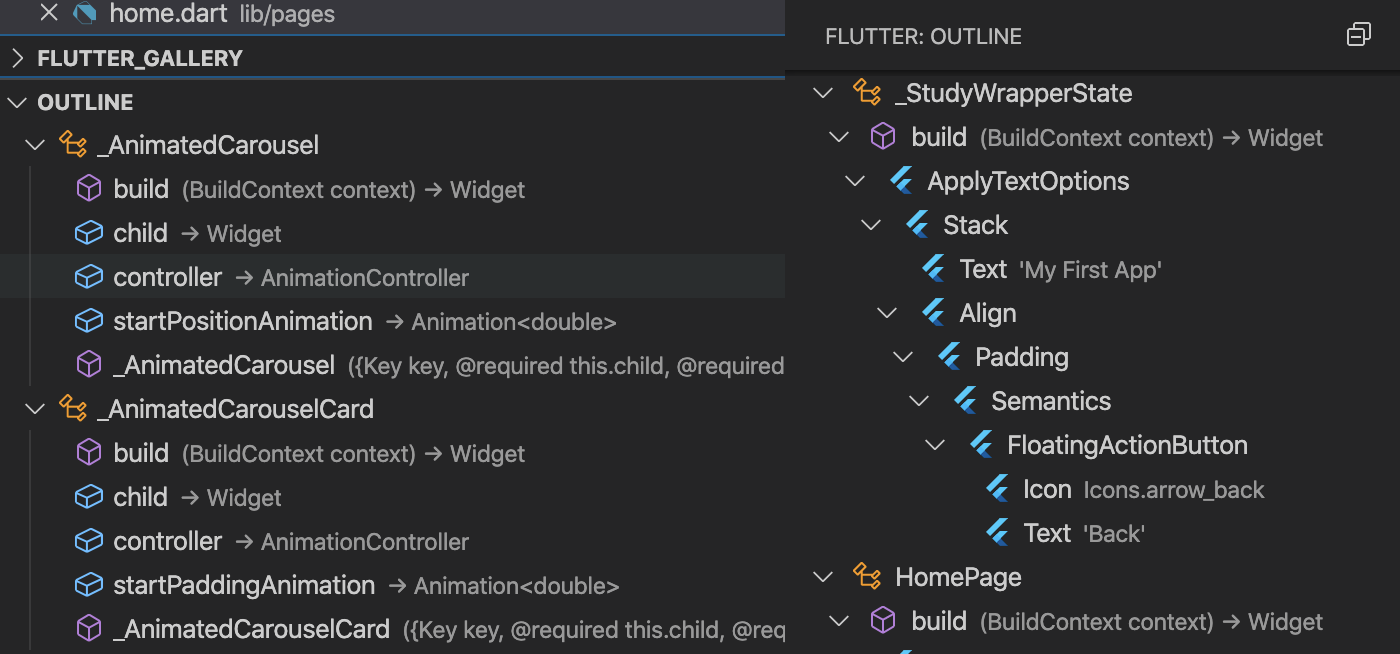 home.dart lib/pages
FLUTTER_GALLERY
OUTLINE
_AnimatedCarousel
build (BuildContext context) → Widget
child → Widget
controller → AnimationController
startPositionAnimation → Animation<double>
_AnimatedCarousel ({Key key, @required this.child, @required
_AnimatedCarouselCard
build (BuildContext context) → Widget
child → Widget
controller → AnimationController
startPaddingAnimation → Animation<double>
_AnimatedCarouselCard ({Key key, @required this.child, @req
FLUTTER: OUTLINE
_StudyWrapperState
build (BuildContext context) → Widget
ApplyTextOptions
Stack
Text 'My First App'
Align
Padding
Semantics
FloatingActionButton
Icon Icons.arrow_back
Text 'Back'
HomePage
build (BuildContext context) → Widget